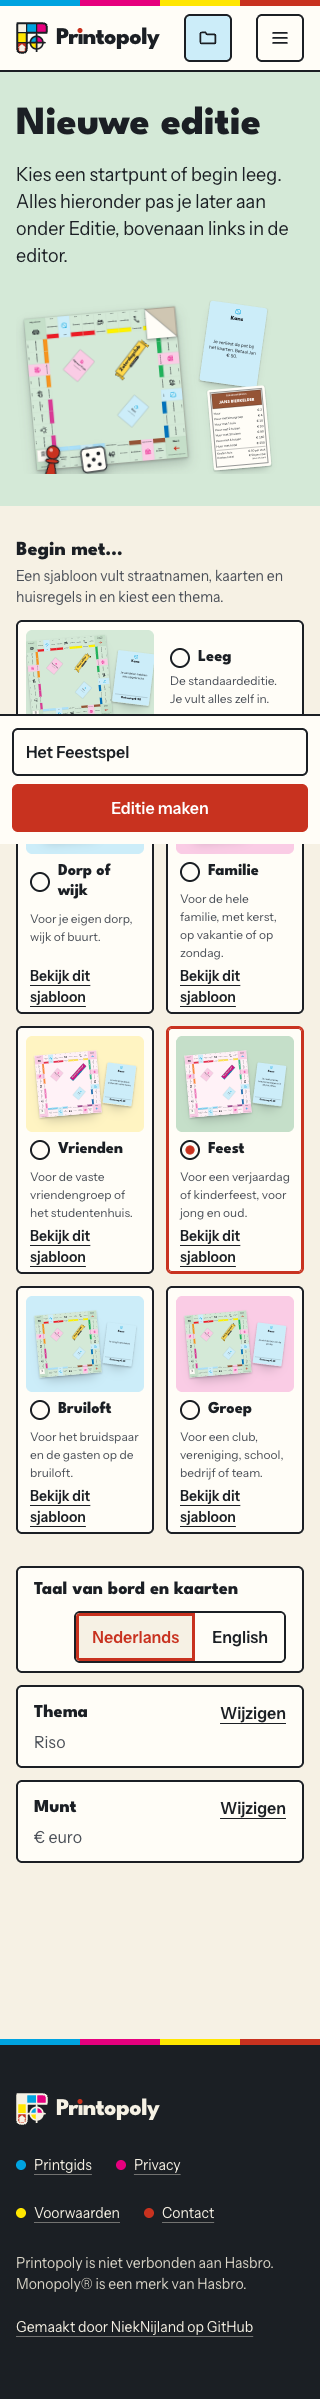 Printopoly
Nieuwe editie
Kies een startpunt of begin leeg.
Alles hieronder pas je later aan
onder Editie, bovenaan links in de
editor.
Kans
JANS BIERKELDER
Begin met...
Een sjabloon vult straatnamen, kaarten en
huisregels in en kiest een thema.
Leeg
De standaardeditie.
Je vult alles zelf in.
Het Feestspel
Editie maken
Dorp of
wijk
Voor je eigen dorp,
wijk of buurt.
Bekijk dit
sjabloon
Familie
Voor de hele
familie, met kerst,
op vakantie of op
zondag.
Bekijk dit
sjabloon
Vrienden
Voor de vaste
vriendengroep of
het studentenhuis.
Bekijk dit
sjabloon
Feest
Voor een verjaardag
of kinderfeest, voor
jong en oud.
Bekijk dit
sjabloon
Bruiloft
Voor het bruidspaar
en de gasten op de
bruiloft.
Bekijk dit
sjabloon
Groep
Voor een club,
vereniging, school,
bedrijf of team.
Bekijk dit
sjabloon
Taal van bord en kaarten
Nederlands English
Thema Wijzigen
Riso
Munt Wijzigen
€ euro
Printopoly
Printgids Privacy
Voorwaarden Contact
Printopoly is niet verbonden aan Hasbro.
Monopoly® is een merk van Hasbro.
Gemaakt door NiekNijland op GitHub